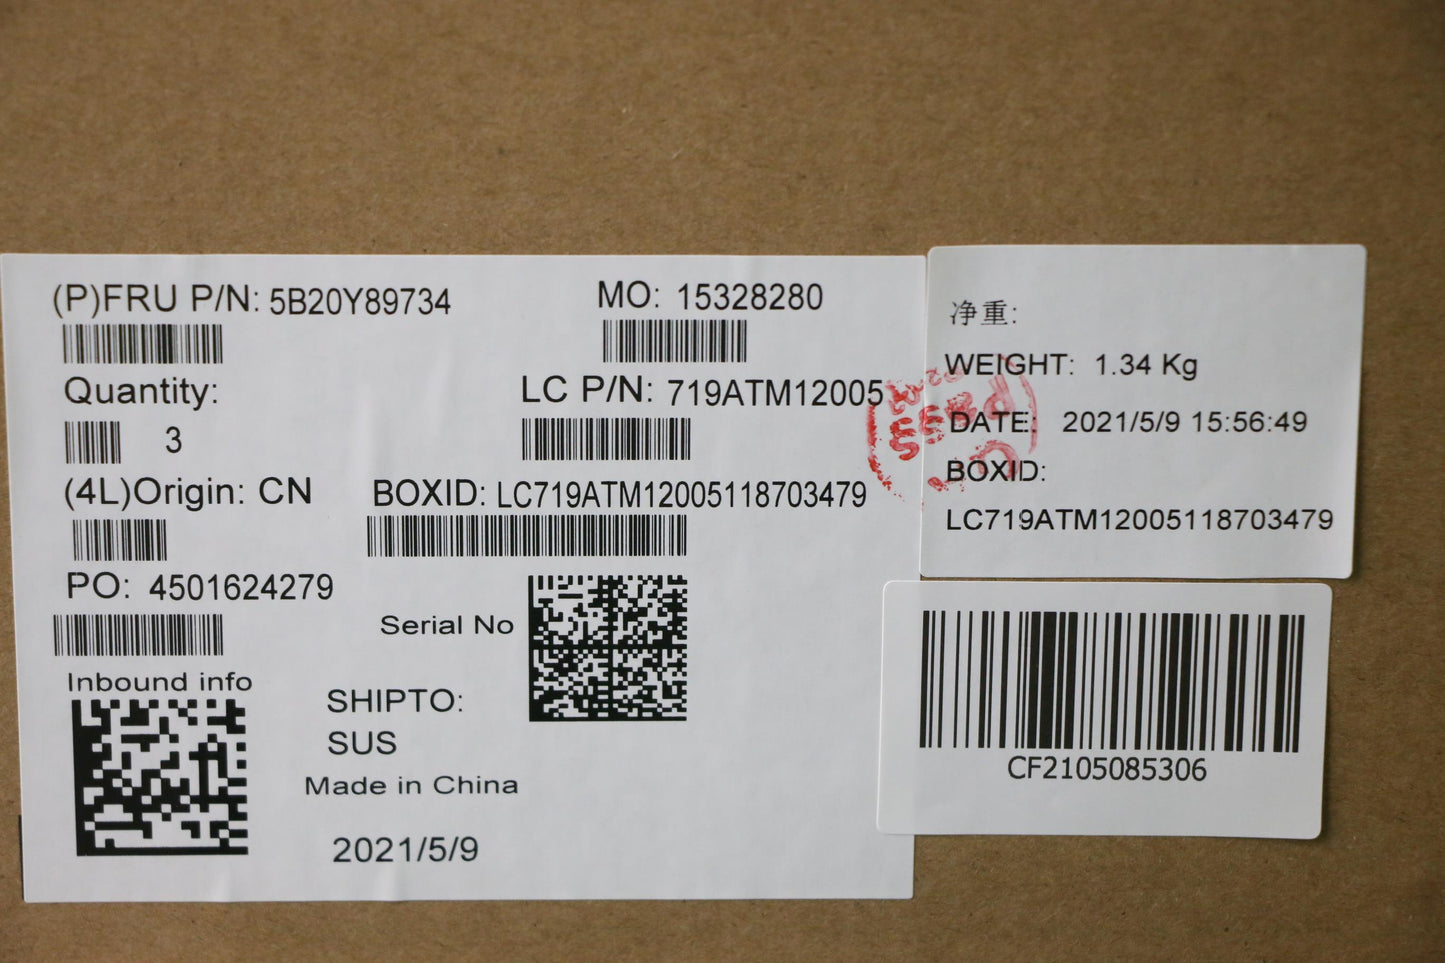 (P)FRU P/N: 5B20Y89734
MO: 15328280
Quantity:
3
LC P/N: 719ATM12005
(4L)Origin: CN
BOXID: LC719ATM12005118703479
PO: 4501624279
Serial No
Inbound info
SHIPTO:
SUS
Made in China
2021/5/9
净重:
WEIGHT: 1.34 Kg
DATE: 2021/5/9 15:56:49
BOXID:
LC719ATM12005118703479
PASS
CF2105085306